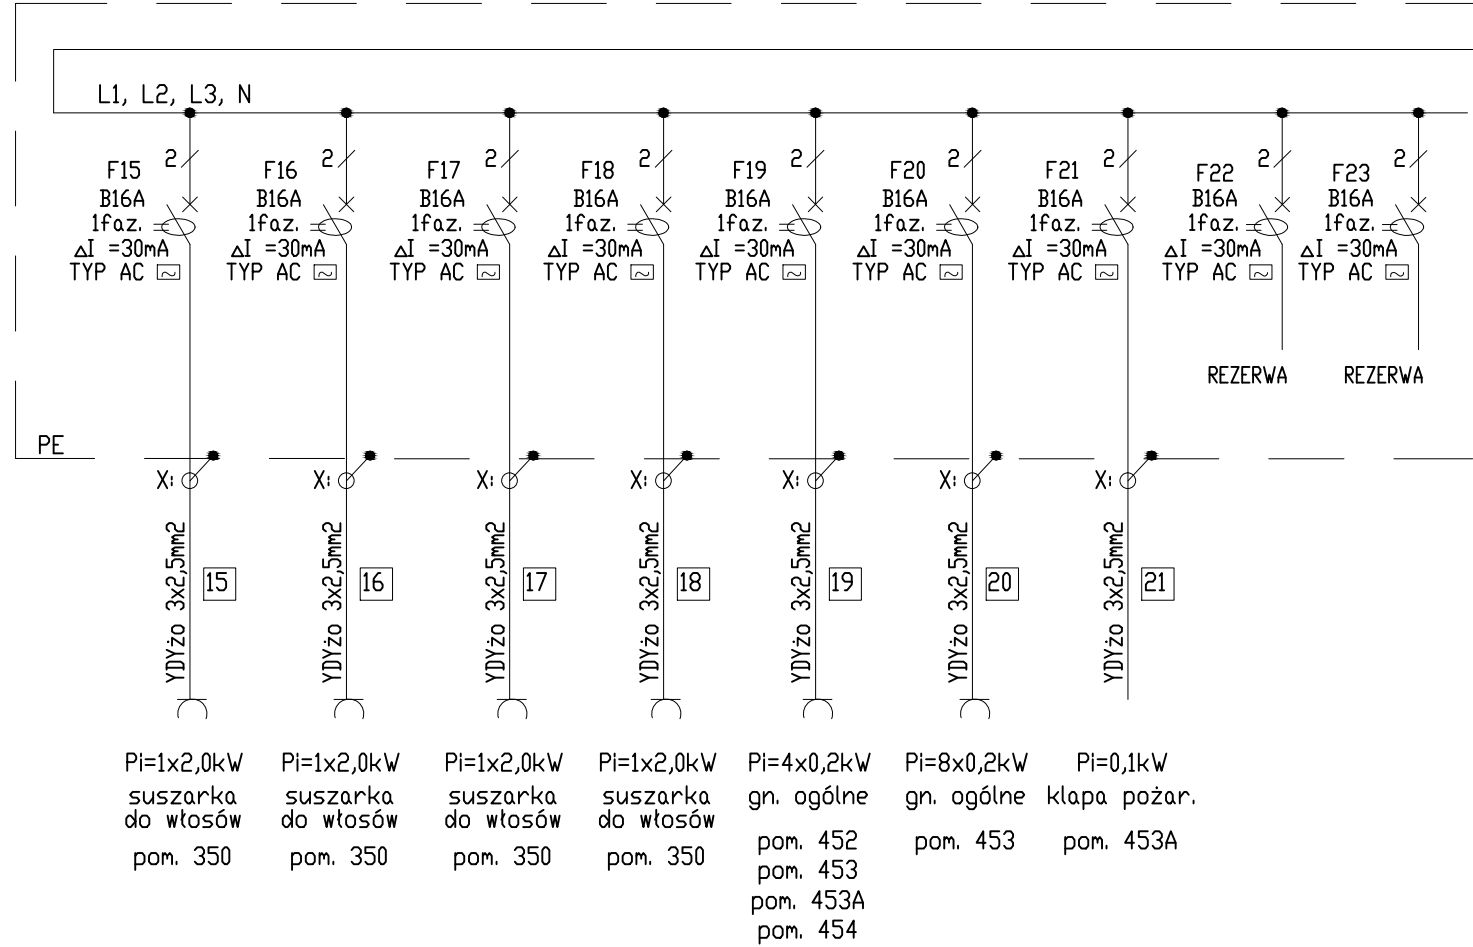 L1, L2, L3, N
F15
2
B16A
1faz.
ΔI =30mA
TYP AC ~
F16
2
B16A
1faz.
ΔI =30mA
TYP AC ~
F17
2
B16A
1faz.
ΔI =30mA
TYP AC ~
F18
2
B16A
1faz.
ΔI =30mA
TYP AC ~
F19
2
B16A
1faz.
ΔI =30mA
TYP AC ~
F20
2
B16A
1faz.
ΔI =30mA
TYP AC ~
F21
2
B16A
1faz.
ΔI =30mA
TYP AC ~
F22
2
B16A
1faz.
ΔI =30mA
TYP AC ~
REZERWA
F23
2
B16A
1faz.
ΔI =30mA
TYP AC ~
REZERWA
PE
X:
YDYżo 3x2,5mm2
15
Pi=1x2,0kW
suszarka
do włosów
pom. 350
X:
YDYżo 3x2,5mm2
16
Pi=1x2,0kW
suszarka
do włosów
pom. 350
X:
YDYżo 3x2,5mm2
17
Pi=1x2,0kW
suszarka
do włosów
pom. 350
X:
YDYżo 3x2,5mm2
18
Pi=1x2,0kW
suszarka
do włosów
pom. 350
X:
YDYżo 3x2,5mm2
19
Pi=4x0,2kW
gn. ogólne
pom. 452
pom. 453
pom. 453A
pom. 454
X:
YDYżo 3x2,5mm2
20
Pi=8x0,2kW
gn. ogólne
pom. 453
X:
YDYżo 3x2,5mm2
21
Pi=0,1kW
klapa pożar.
pom. 453A